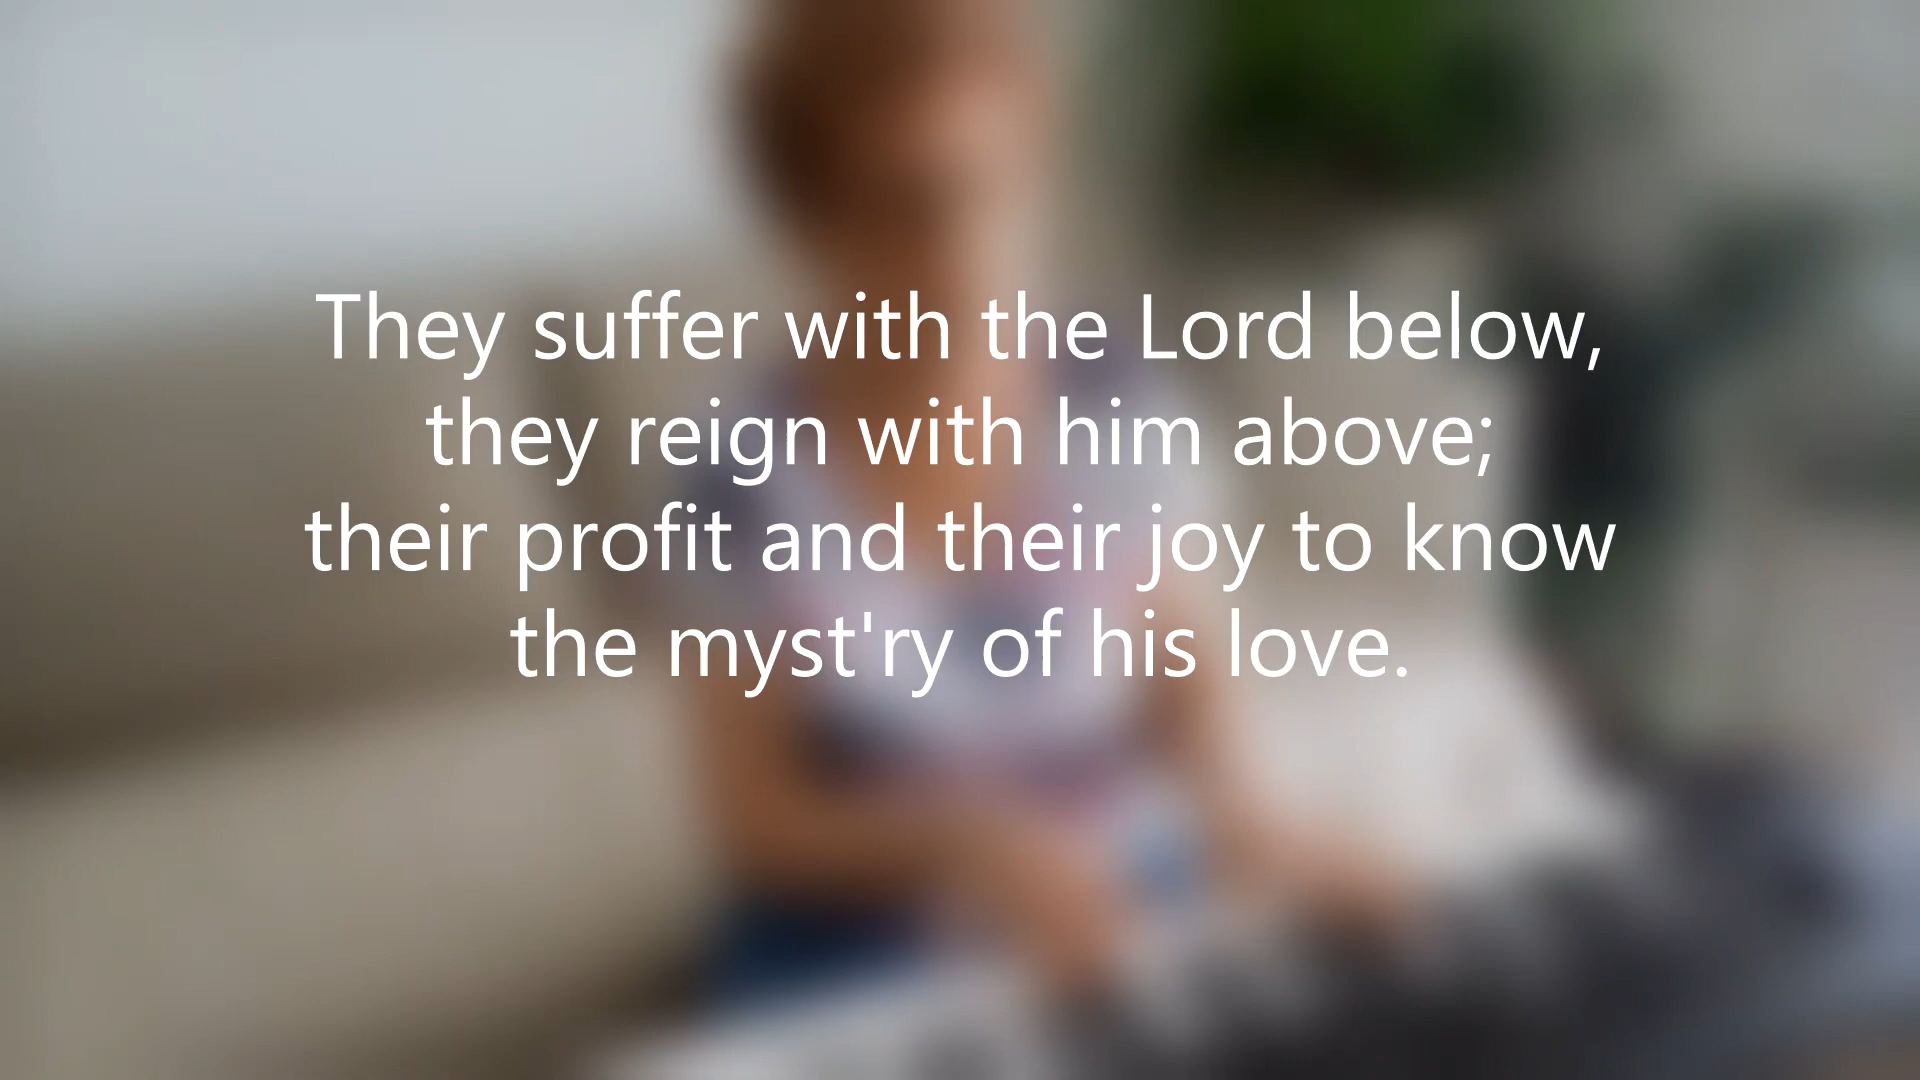 They suffer with the Lord below,
they reign with him above;
their profit and their joy to know
the myst'ry of his love.